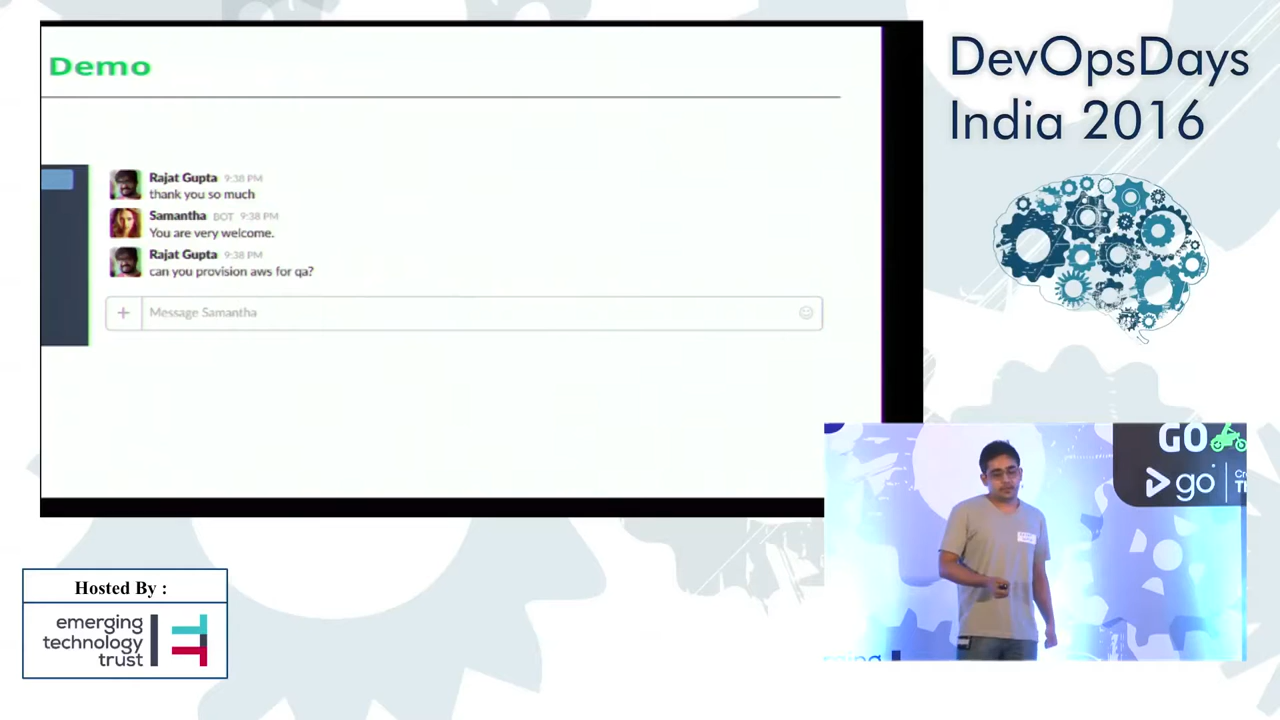 Demo
Rajat Gupta 9:38 PM
thank you so much
Samantha BOT 9:38 PM
You are very welcome.
Rajat Gupta 9:38 PM
can you provision aws for qa?
+ Message Samantha
DevOpsDays
India 2016
GO
go
Hosted By :
emerging
technology
trust